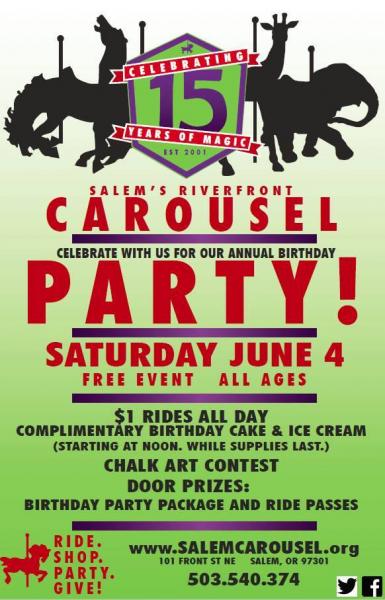 CELEBRATING
15
YEARS OF MAGIC
EST 2001
SALEM'S RIVERFRONT
CAROUSEL
CELEBRATE WITH US FOR OUR ANNUAL BIRTHDAY
PARTY!
SATURDAY JUNE 4
FREE EVENT ALL AGES
$1 RIDES ALL DAY
COMPLIMENTARY BIRTHDAY CAKE & ICE CREAM
(STARTING AT NOON. WHILE SUPPLIES LAST.)
CHALK ART CONTEST
DOOR PRIZES:
BIRTHDAY PARTY PACKAGE AND RIDE PASSES
RIDE.
SHOP.
PARTY.
GIVE!
www.SALEMCAROUSEL.org
101 FRONT ST NE SALEM, OR 97301
503.540.374